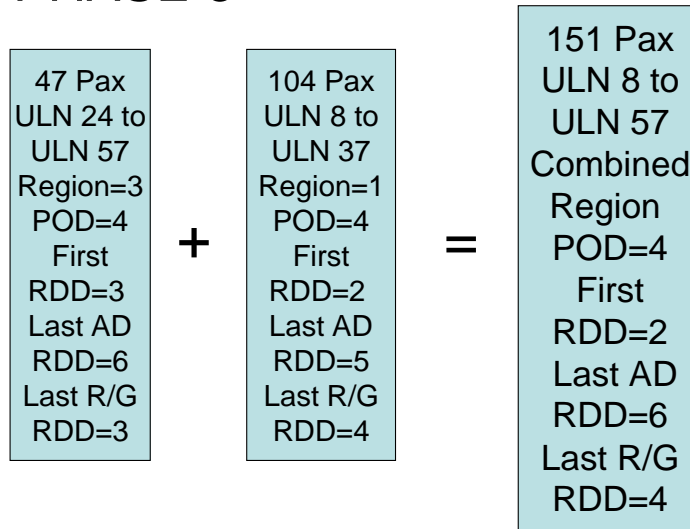 47 Pax
ULN 24 to
ULN 57
Region=3
POD=4
First
RDD=3
Last AD
RDD=6
Last R/G
RDD=3
+
104 Pax
ULN 8 to
ULN 37
Region=1
POD=4
First
RDD=2
Last AD
RDD=5
Last R/G
RDD=4
=
151 Pax
ULN 8 to
ULN 57
Combined
Region
POD=4
First
RDD=2
Last AD
RDD=6
Last R/G
RDD=4